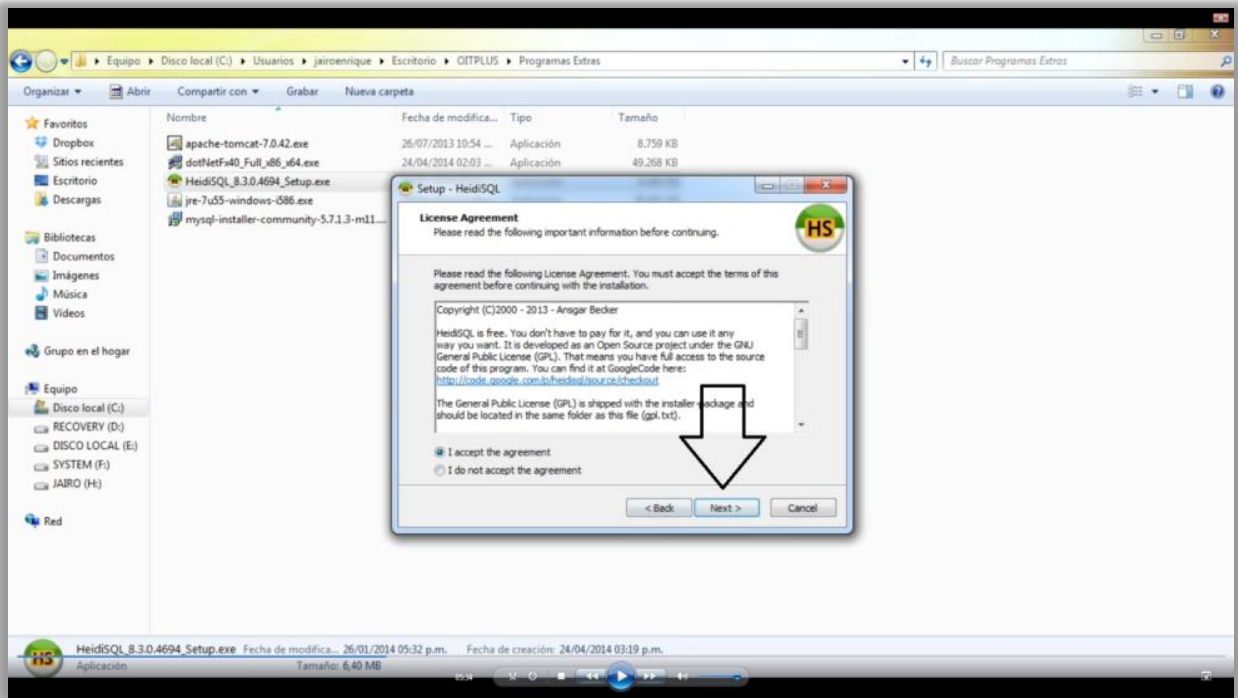 Equipo ▸ Disco local (C:) ▸ Usuarios ▸ jairoenrique ▸ Escritorio ▸ OITPLUS ▸ Programas Extras
Buscar Programas Extras
Organizar Abrir Compartir con Grabar Nueva carpeta
Nombre Fecha de modifica... Tipo Tamaño
Favoritos
Dropbox
Sitios recientes
Escritorio
Descargas
Bibliotecas
Documentos
Imágenes
Música
Vídeos
Grupo en el hogar
Equipo
Disco local (C:)
RECOVERY (D:)
DISCO LOCAL (E:)
SYSTEM (F:)
JAIRO (H:)
Red
apache-tomcat-7.0.42.exe 26/07/2013 10:54 ... Aplicación 8.759 KB
dotNetFx40_Full_x86_x64.exe 24/04/2014 02:03 ... Aplicación 49.268 KB
HeidiSQL_8.3.0.4694_Setup.exe
jre-7u55-windows-i586.exe
mysql-installer-community-5.7.1.3-m11....
Setup - HeidiSQL
License Agreement
Please read the following important information before continuing.
HS
Please read the following License Agreement. You must accept the terms of this
agreement before continuing with the installation.
Copyright (C)2000 - 2013 - Ansgar Becker
HeidiSQL is free. You don't have to pay for it, and you can use it any
way you want. It is developed as an Open Source project under the GNU
General Public License (GPL). That means you have full access to the source
code of this program. You can find it at GoogleCode here:
http://code.google.com/p/heidisql/source/checkout
The General Public License (GPL) is shipped with the installer-package and
should be located in the same folder as this file (gpl.txt).
I accept the agreement
I do not accept the agreement
< Back Next > Cancel
HS
HeidiSQL_8.3.0.4694_Setup.exe Fecha de modifica... 26/01/2014 05:32 p.m. Fecha de creación: 24/04/2014 03:19 p.m.
Aplicación Tamaño: 6,40 MB
05:34